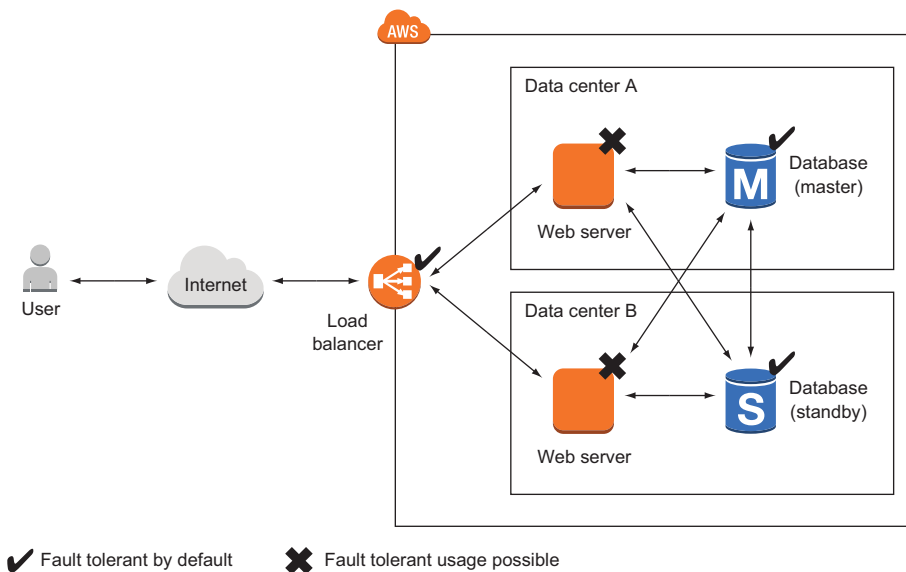 AWS
Data center A
Database
(master)
M
Web server
Internet
User
Load
balancer
Data center B
Database
(standby)
S
Web server
Fault tolerant by default
Fault tolerant usage possible